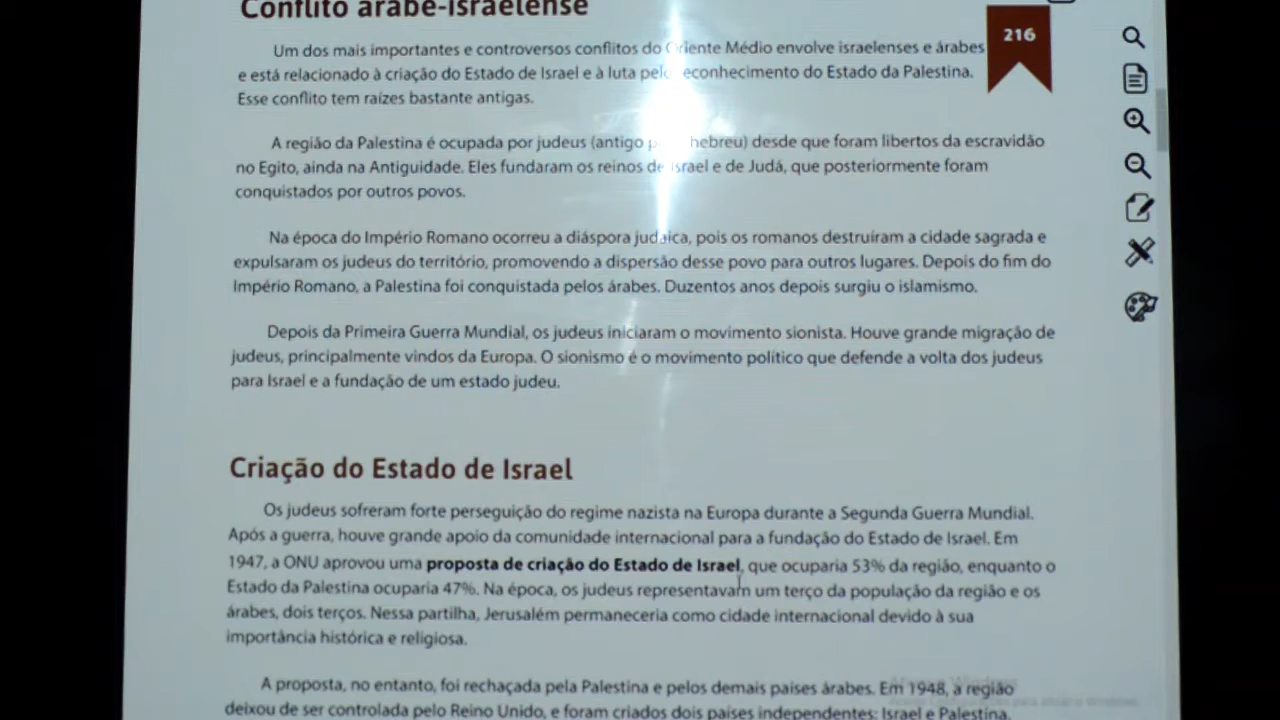 Conflito árabe-israelense
216
Um dos mais importantes e controversos conflitos do Oriente Médio envolve israelenses e árabes
e está relacionado à criação do Estado de Israel e à luta pelo reconhecimento do Estado da Palestina.
Esse conflito tem raízes bastante antigas.
A região da Palestina é ocupada por judeus (antigo hebreu) desde que foram libertos da escravidão
no Egito, ainda na Antiguidade. Eles fundaram os reinos de Israel e de Judá, que posteriormente foram
conquistados por outros povos.
Na época do Império Romano ocorreu a diáspora judaica, pois os romanos destruíram a cidade sagrada e
expulsaram os judeus do território, promovendo a dispersão desse povo para outros lugares. Depois do fim do
Império Romano, a Palestina foi conquistada pelos árabes. Duzentos anos depois surgiu o islamismo.
Depois da Primeira Guerra Mundial, os judeus iniciaram o movimento sionista. Houve grande migração de
judeus, principalmente vindos da Europa. O sionismo é o movimento político que defende a volta dos judeus
para Israel e a fundação de um estado judeu.
Criação do Estado de Israel
Os judeus sofreram forte perseguição do regime nazista na Europa durante a Segunda Guerra Mundial.
Após a guerra, houve grande apoio da comunidade internacional para a fundação do Estado de Israel. Em
1947, a ONU aprovou uma proposta de criação do Estado de Israel, que ocuparia 53% da região, enquanto o
Estado da Palestina ocuparia 47%. Na época, os judeus representavam um terço da população da região e os
árabes, dois terços. Nessa partilha, Jerusalém permaneceria como cidade internacional devido à sua
importância histórica e religiosa.
A proposta, no entanto, foi rechaçada pela Palestina e pelos demais países árabes. Em 1948, a região
deixou de ser controlada pelo Reino Unido, e foram criados dois países independentes: Israel e Palestina.